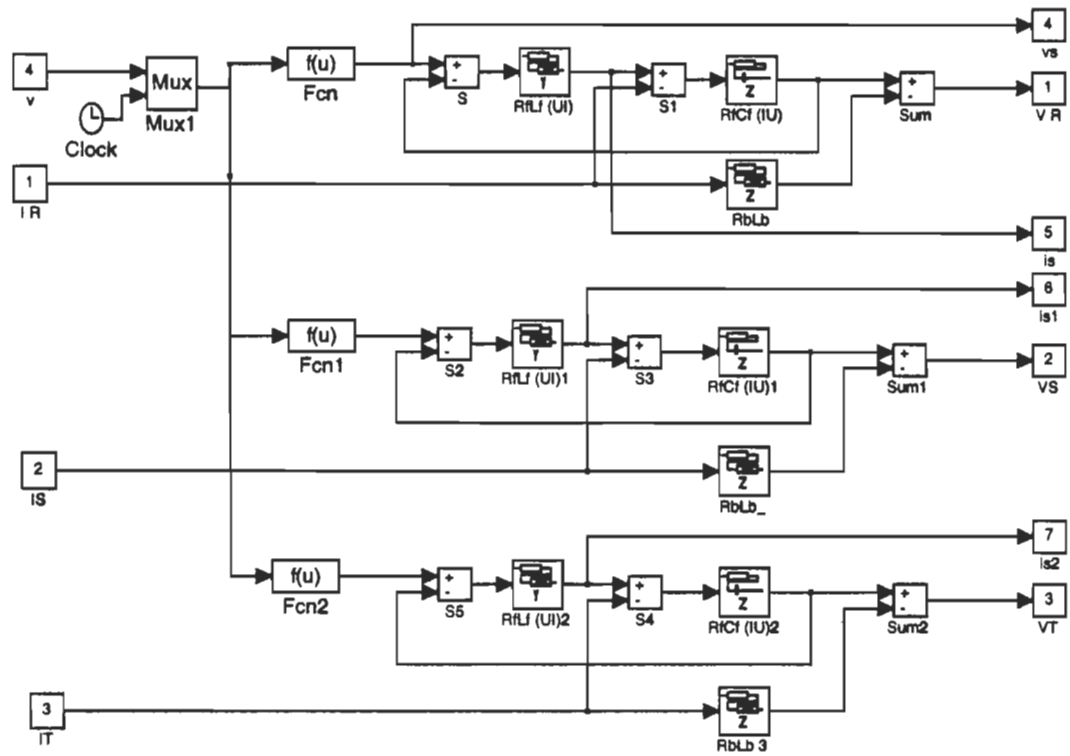 4
v
Mux
Mux1
Clock
f(u)
Fcn
+
-
S
Y
RfLf (UI)
+
-
S1
Z
RfCf (IU)
+
-
Sum
4
vs
1
V R
1
I R
Z
RbLb
5
is
6
is1
f(u)
Fcn1
+
-
S2
Y
RfLf (UI)1
+
-
S3
Z
RfCf (IU)1
+
-
Sum1
2
VS
2
IS
Z
RbLb_
7
is2
f(u)
Fcn2
+
-
S5
Y
RfLf (UI)2
+
-
S4
Z
RfCf (IU)2
+
-
Sum2
3
VT
3
IT
Z
RbLb 3